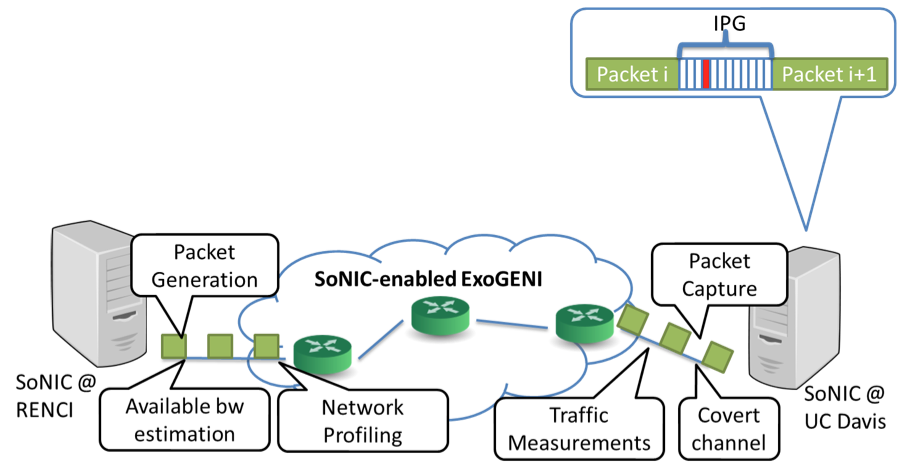 IPG
Packet i
Packet i+1
Packet
Generation
SoNIC-enabled ExoGENI
Packet
Capture
SoNIC @
RENCI
Available bw
estimation
Network
Profiling
Traffic
Measurements
Covert
channel
SoNIC @
UC Davis